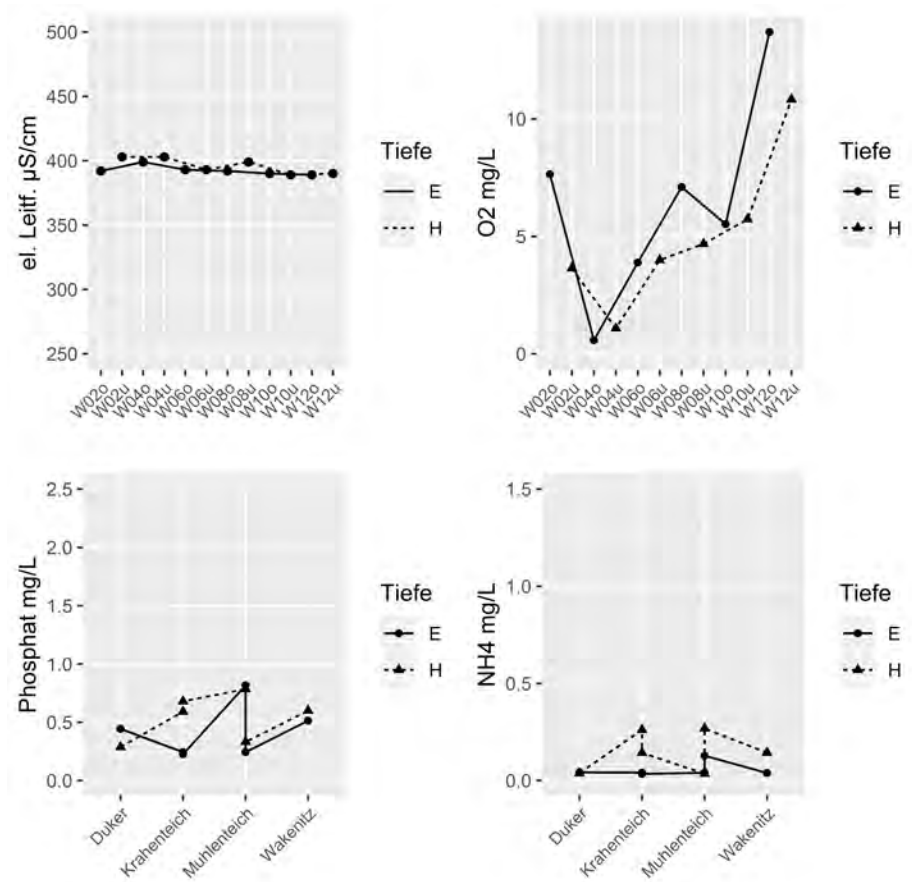 500
450
400
350
300
250
el. Leitf. µS/cm
W02o
W02u
W04o
W04u
W06o
W06u
W08o
W08u
W10o
W10u
W12o
W12u
Tiefe
E
H
10
5
0
O2 mg/L
W02o
W02u
W04o
W04u
W06o
W06u
W08o
W08u
W10o
W10u
W12o
W12u
Tiefe
E
H
2.5
2.0
1.5
1.0
0.5
0.0
Phosphat mg/L
Duker
Krahenteich
Muhlenteich
Wakenitz
Tiefe
E
H
1.5
1.0
0.5
0.0
NH4 mg/L
Duker
Krahenteich
Muhlenteich
Wakenitz
Tiefe
E
H